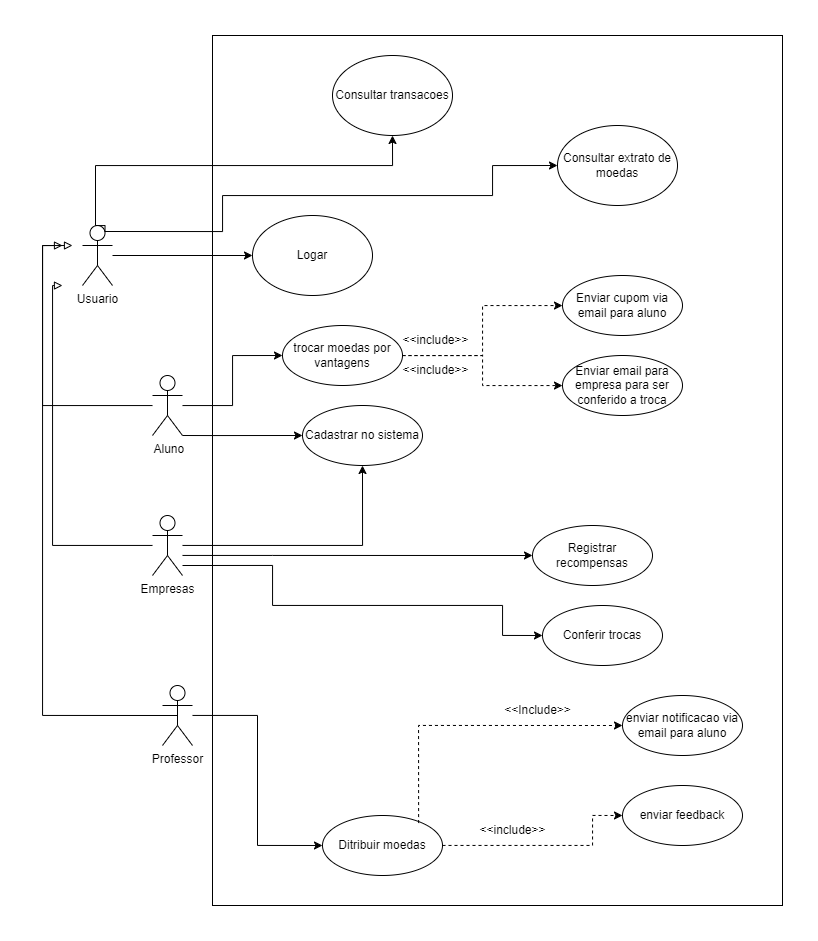 Consultar transacoes
Consultar extrato de
moedas
Logar
Usuario
Enviar cupom via
email para aluno
trocar moedas por
vantagens
<<include>>
<<include>>
Enviar email para
empresa para ser
conferido a troca
Aluno
Cadastrar no sistema
Registrar
recompensas
Empresas
Conferir trocas
<<Include>>
enviar notificacao via
email para aluno
Professor
enviar feedback
<<include>>
Ditribuir moedas